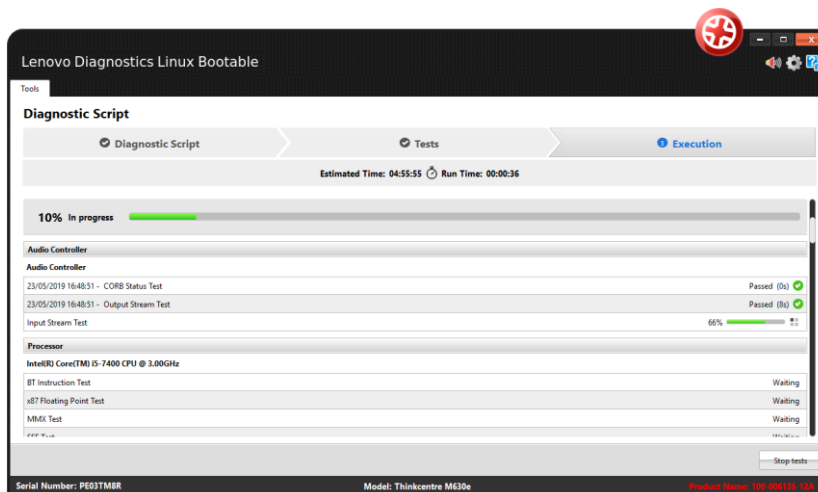 Lenovo Diagnostics Linux Bootable
Tools
Diagnostic Script
Diagnostic Script
Tests
3 Execution
Estimated Time: 04:55:55 Run Time: 00:00:36
10% In progress
Audio Controller
Audio Controller
23/05/2019 16:48:51 - CORB Status Test Passed (0s)
23/05/2019 16:48:51 - Output Stream Test Passed (8s)
Input Stream Test 66%
Processor
Intel(R) Core(TM) i5-7400 CPU @ 3.00GHz
BT Instruction Test Waiting
x87 Floating Point Test Waiting
MMX Test Waiting
Stop tests
Serial Number: PE03TM8R Model: Thinkcentre M630e Product Name: